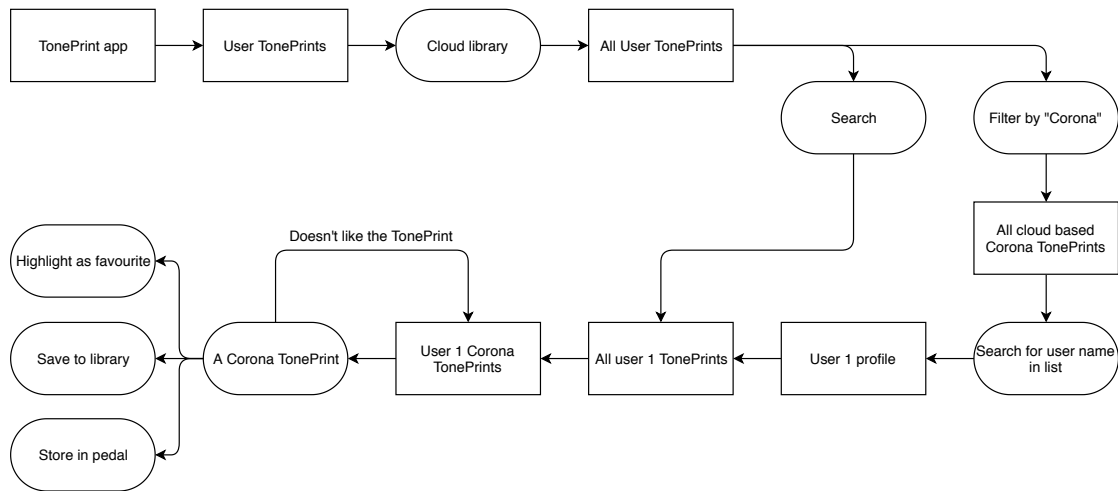 TonePrint app
User TonePrints
Cloud library
All User TonePrints
Search
Filter by "Corona"
All cloud based
Corona TonePrints
Doesn't like the TonePrint
Highlight as favourite
Save to library
A Corona TonePrint
User 1 Corona
TonePrints
All user 1 TonePrints
User 1 profile
Search for user name
in list
Store in pedal